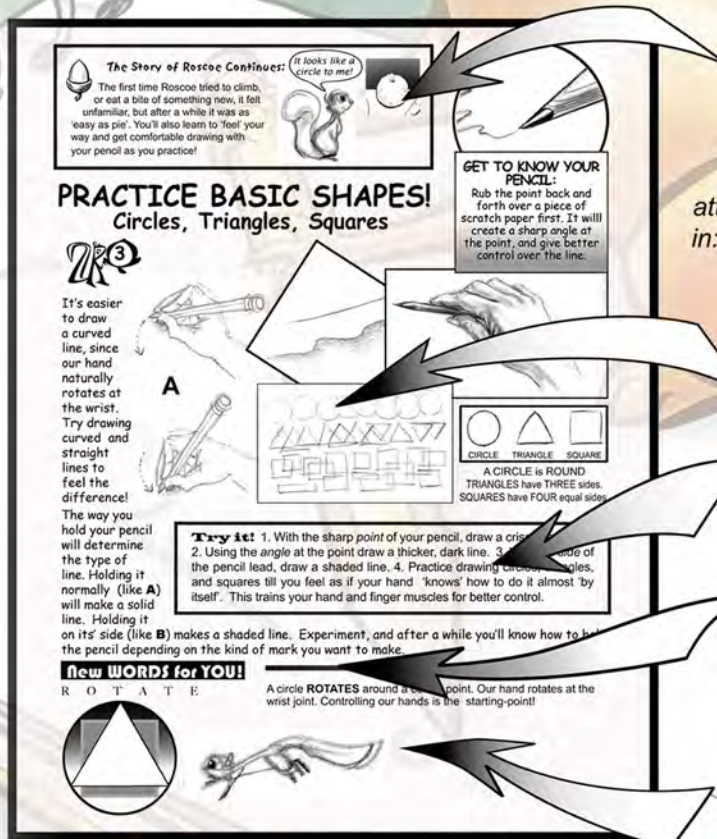 The Story of Roscoe Continues:
The first time Roscoe tried to climb,
or eat a bite of something new, it felt
unfamiliar, but after a while it was as
'easy as pie'. You'll also learn to 'feel' your
way and get comfortable drawing with
your pencil as you practice!
It looks like a
circle to me!
PRACTICE BASIC SHAPES!
Circles, Triangles, Squares
GET TO KNOW YOUR
PENCIL:
Rub the point back and
forth over a piece of
scratch paper first. It willl
create a sharp angle at
the point, and give better
control over the line.
3
It's easier
to draw
a curved
line, since
our hand
naturally
rotates at
the wrist.
Try drawing
curved and
straight
lines to
feel the
difference!
The way you
hold your pencil
will determine
the type of
line. Holding it
normally (like A)
will make a solid
line. Holding it
on its' side (like B) makes a shaded line. Experiment, and after a while you'll know how to
the pencil depending on the kind of mark you want to make.
A
CIRCLE TRIANGLE SQUARE
A CIRCLE is ROUND
TRIANGLES have THREE sides.
SQUARES have FOUR equal sides
Try it! 1. With the sharp point of your pencil, draw a
2. Using the angle at the point draw a thicker, dark line. 3. of
the pencil lead, draw a shaded line. 4. Practice drawing
and squares till you feel as if your hand 'knows' how to do it almost 'by
itself'. This trains your hand and finger muscles for better control.
New WORDS for YOU!
ROTATE
A circle ROTATES around a point. Our hand rotates at the
wrist joint. Controlling our hands is the starting-point!
in: